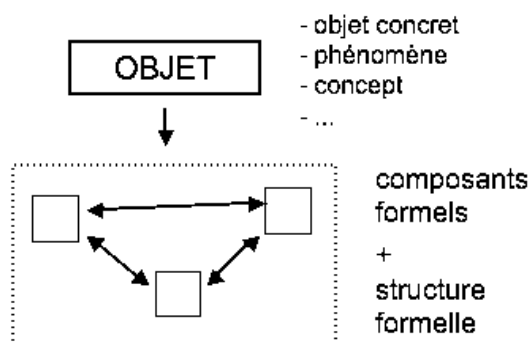 OBJET
- objet concret
- phénomène
- concept
- ...
composants
formels
+
structure
formelle